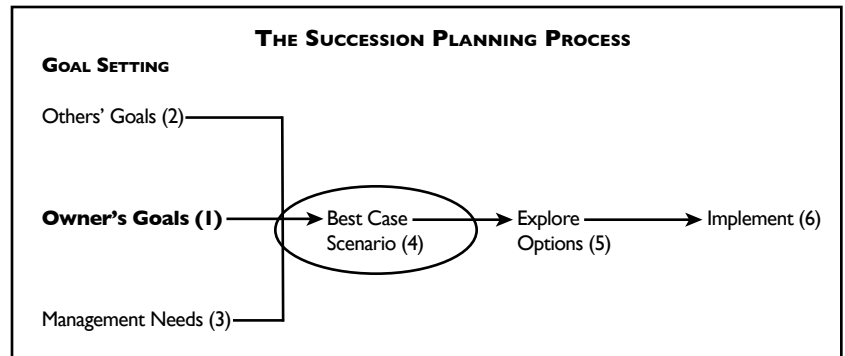 THE SUCCESSION PLANNING PROCESS
GOAL SETTING
Others’ Goals (2)
Owner’s Goals (1)
Best Case
Scenario (4)
Explore
Options (5)
Implement (6)
Management Needs (3)